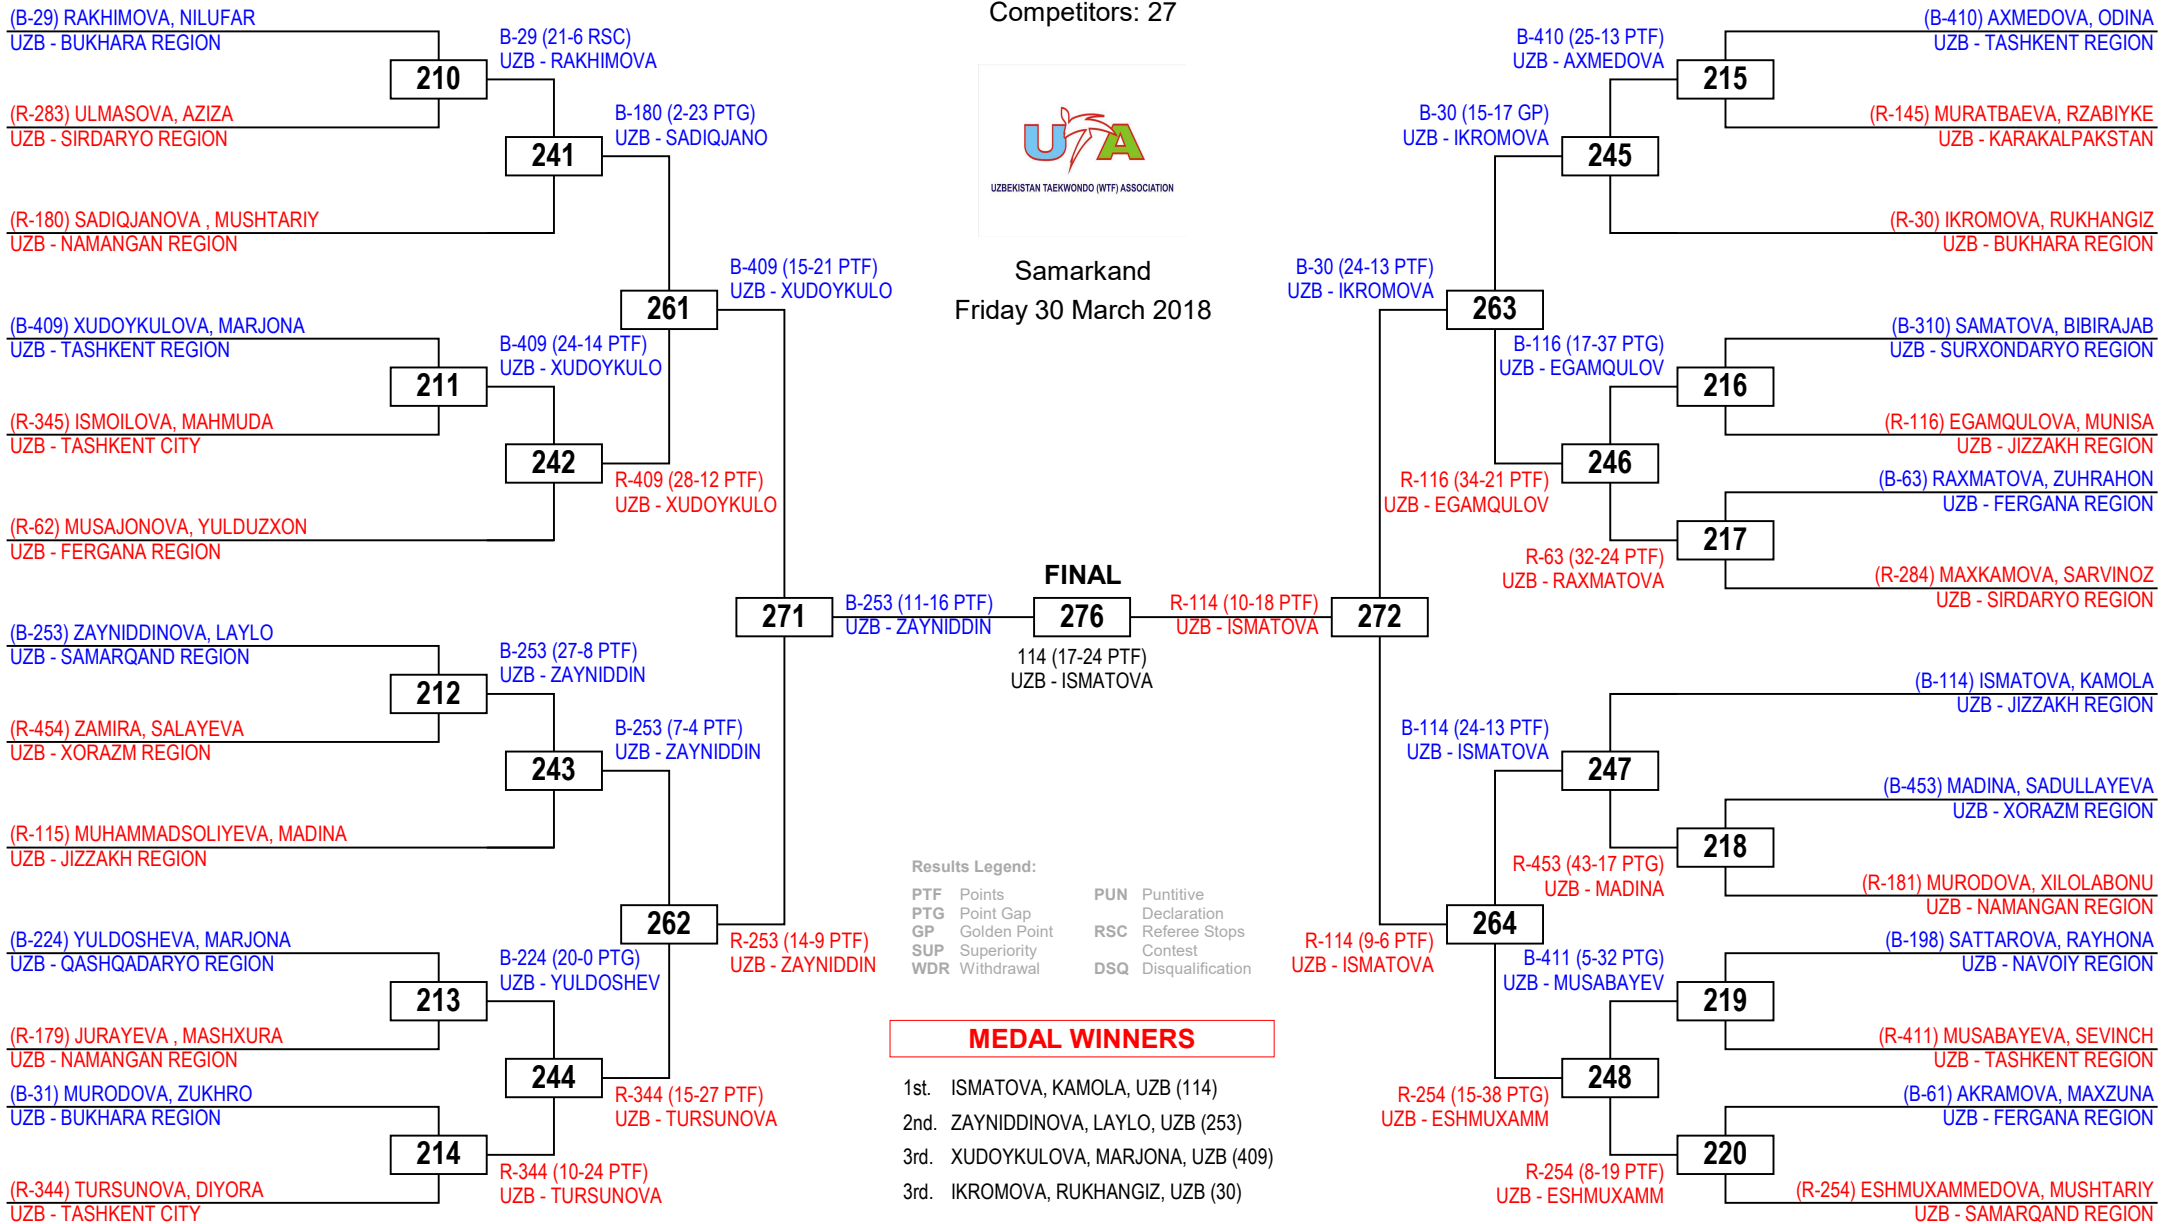 Competitors: 27
UTA
UZBEKISTAN TAEKWONDO (WTF) ASSOCIATION
Samarkand
Friday 30 March 2018
(B-29) RAKHIMOVA, NILUFAR
UZB - BUKHARA REGION
210
(R-283) ULMASOVA, AZIZA
UZB - SIRDARYO REGION
B-29 (21-6 RSC)
UZB - RAKHIMOVA
241
(R-180) SADIQJANOVA , MUSHTARIY
UZB - NAMANGAN REGION
B-180 (2-23 PTG)
UZB - SADIQJANO
261
(B-409) XUDOYKULOVA, MARJONA
UZB - TASHKENT REGION
211
(R-345) ISMOILOVA, MAHMUDA
UZB - TASHKENT CITY
B-409 (24-14 PTF)
UZB - XUDOYKULO
242
(R-62) MUSAJONOVA, YULDUZXON
UZB - FERGANA REGION
R-409 (28-12 PTF)
UZB - XUDOYKULO
B-409 (15-21 PTF)
UZB - XUDOYKULO
271
(B-253) ZAYNIDDINOVA, LAYLO
UZB - SAMARQAND REGION
212
(R-454) ZAMIRA, SALAYEVA
UZB - XORAZM REGION
B-253 (27-8 PTF)
UZB - ZAYNIDDIN
243
(R-115) MUHAMMADSOLIYEVA, MADINA
UZB - JIZZAKH REGION
B-253 (7-4 PTF)
UZB - ZAYNIDDIN
262
(B-224) YULDOSHEVA, MARJONA
UZB - QASHQADARYO REGION
213
(R-179) JURAYEVA , MASHXURA
UZB - NAMANGAN REGION
B-224 (20-0 PTG)
UZB - YULDOSHEV
244
(B-31) MURODOVA, ZUKHRO
UZB - BUKHARA REGION
214
(R-344) TURSUNOVA, DIYORA
UZB - TASHKENT CITY
R-344 (10-24 PTF)
UZB - TURSUNOVA
R-344 (15-27 PTF)
UZB - TURSUNOVA
R-253 (14-9 PTF)
UZB - ZAYNIDDIN
B-253 (11-16 PTF)
UZB - ZAYNIDDIN
FINAL
276
114 (17-24 PTF)
UZB - ISMATOVA
R-114 (10-18 PTF)
UZB - ISMATOVA
272
(B-410) AXMEDOVA, ODINA
UZB - TASHKENT REGION
215
(R-145) MURATBAEVA, RZABIYKE
UZB - KARAKALPAKSTAN
B-410 (25-13 PTF)
UZB - AXMEDOVA
245
(R-30) IKROMOVA, RUKHANGIZ
UZB - BUKHARA REGION
B-30 (15-17 GP)
UZB - IKROMOVA
263
B-30 (24-13 PTF)
UZB - IKROMOVA
(B-310) SAMATOVA, BIBIRAJAB
UZB - SURXONDARYO REGION
216
(R-116) EGAMQULOVA, MUNISA
UZB - JIZZAKH REGION
B-116 (17-37 PTG)
UZB - EGAMQULOV
246
(B-63) RAXMATOVA, ZUHRAHON
UZB - FERGANA REGION
217
(R-284) MAXKAMOVA, SARVINOZ
UZB - SIRDARYO REGION
R-63 (32-24 PTF)
UZB - RAXMATOVA
R-116 (34-21 PTF)
UZB - EGAMQULOV
(B-114) ISMATOVA, KAMOLA
UZB - JIZZAKH REGION
B-114 (24-13 PTF)
UZB - ISMATOVA
247
(B-453) MADINA, SADULLAYEVA
UZB - XORAZM REGION
218
(R-181) MURODOVA, XILOLABONU
UZB - NAMANGAN REGION
R-453 (43-17 PTG)
UZB - MADINA
264
R-114 (9-6 PTF)
UZB - ISMATOVA
(B-198) SATTAROVA, RAYHONA
UZB - NAVOIY REGION
219
(R-411) MUSABAYEVA, SEVINCH
UZB - TASHKENT REGION
B-411 (5-32 PTG)
UZB - MUSABAYEV
248
(B-61) AKRAMOVA, MAXZUNA
UZB - FERGANA REGION
220
(R-254) ESHMUXAMMEDOVA, MUSHTARIY
UZB - SAMARQAND REGION
R-254 (8-19 PTF)
UZB - ESHMUXAMM
R-254 (15-38 PTG)
UZB - ESHMUXAMM
Results Legend:
PTF Points
PTG Point Gap
GP Golden Point
SUP Superiority
WDR Withdrawal
PUN Puntitive
Declaration
RSC Referee Stops
Contest
DSQ Disqualification
MEDAL WINNERS
1st. ISMATOVA, KAMOLA, UZB (114)
2nd. ZAYNIDDINOVA, LAYLO, UZB (253)
3rd. XUDOYKULOVA, MARJONA, UZB (409)
3rd. IKROMOVA, RUKHANGIZ, UZB (30)